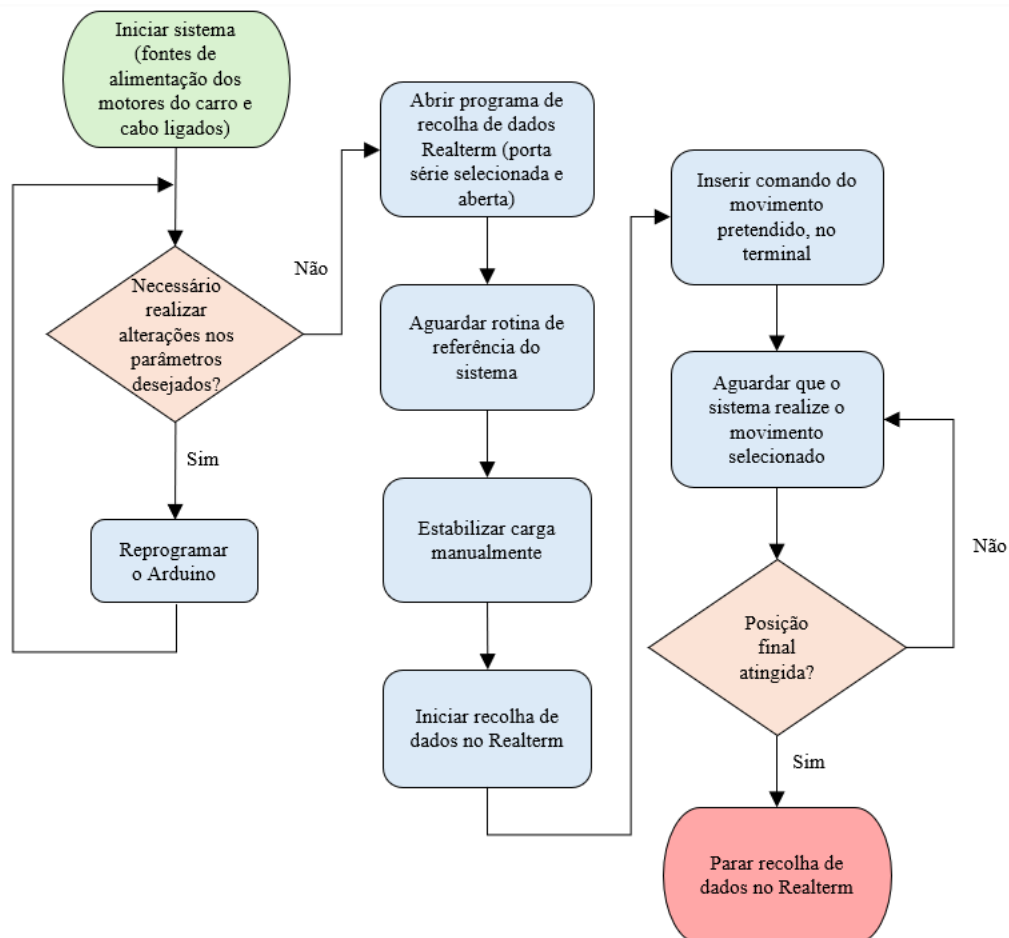 Iniciar sistema
(fontes de
alimentação dos
motores do carro e
cabo ligados)
Necessário
realizar
alterações nos
parâmetros
desejados?
Não
Sim
Reprogramar
o Arduino
Abrir programa de
recolha de dados
Realterm (porta
série selecionada e
aberta)
Aguardar rotina de
referência do
sistema
Estabilizar carga
manualmente
Iniciar recolha de
dados no Realterm
Inserir comando do
movimento
pretendido, no
terminal
Aguardar que o
sistema realize o
movimento
selecionado
Não
Posição
final
atingida?
Sim
Parar recolha de
dados no Realterm